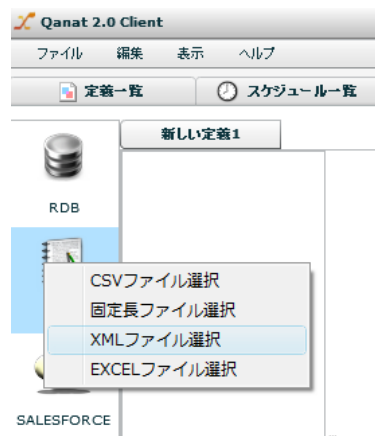 Qanat 2.0 Client
ファイル 編集 表示 ヘルプ
定義一覧 スケジュール一覧
新しい定義1
RDB
CSVファイル選択
固定長ファイル選択
XMLファイル選択
EXCELファイル選択
SALESFORCE